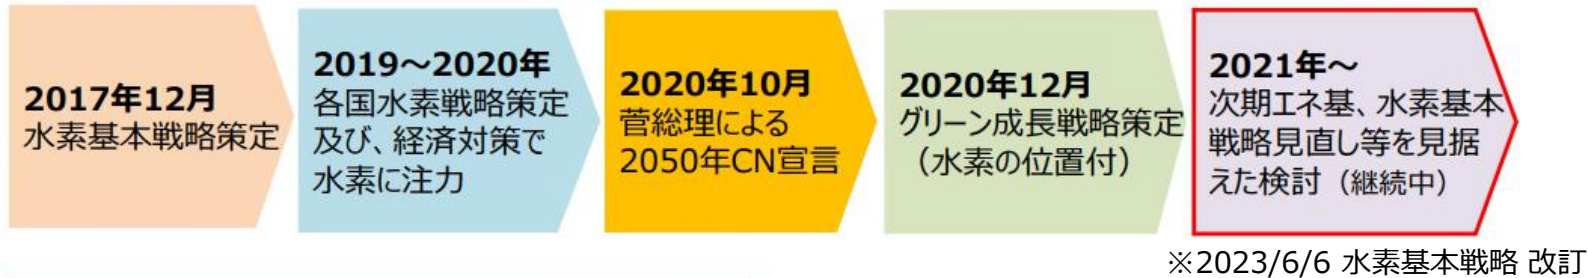 2017年12月
水素基本戦略策定
2019～2020年
各国水素戦略策定
及び、経済対策で
水素に注力
2020年10月
菅総理による
2050年CN宣言
2020年12月
グリーン成長戦略策定
（水素の位置付）
2021年～
次期エネ基、水素基本
戦略見直し等を見据
えた検討（継続中）
※2023/6/6 水素基本戦略 改訂